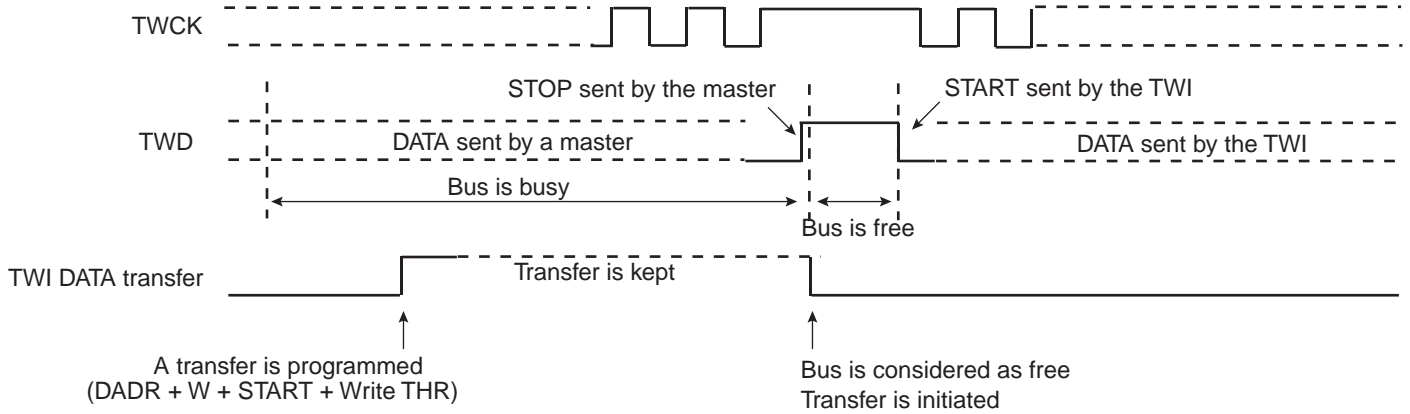 TWCK
STOP sent by the master
START sent by the TWI
TWD
DATA sent by a master
DATA sent by the TWI
Bus is busy
Bus is free
TWI DATA transfer
Transfer is kept
A transfer is programmed
(DADR + W + START + Write THR)
Bus is considered as free
Transfer is initiated